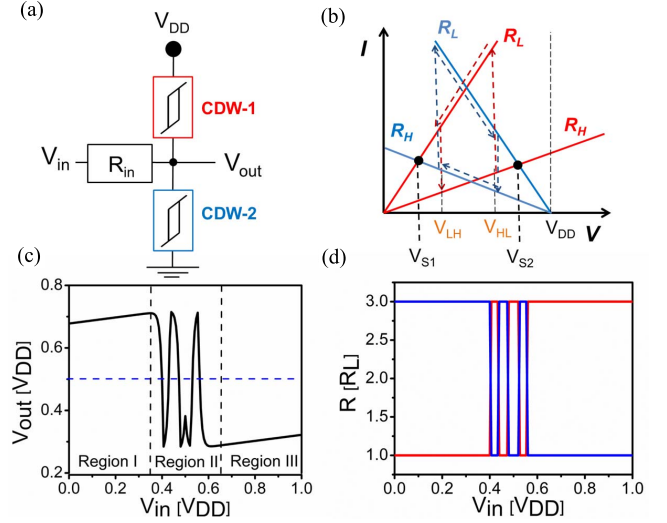 (a)
V_DD
CDW-1
V_in
R_in
V_out
CDW-2
(b)
I
R_L
R_L
R_H
R_H
V_LH
V_HL
V_DD
V
V_S1
V_S2
(c)
0.8
0.6
0.4
0.2
V_out [V_DD]
Region I
Region II
Region III
0.0 0.2 0.4 0.6 0.8 1.0
V_in [V_DD]
(d)
3.0
2.5
2.0
1.5
1.0
R [R_L]
0.0 0.2 0.4 0.6 0.8 1.0
V_in [V_DD]